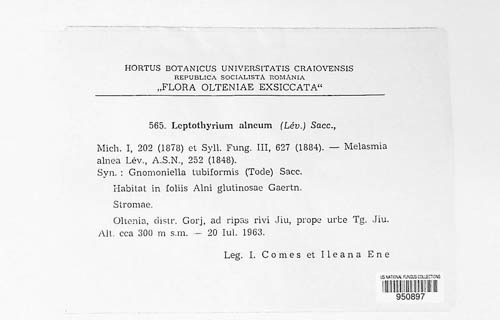 HORTUS BOTANICUS UNIVERSITATIS CRAIOVENSIS
REPUBLICA SOCIALISTĂ ROMÂNIA
„FLORA OLTENIAE EXSICCATA“
565. Leptothyrium alneum (Lév.) Sacc.,
Mich. I, 202 (1878) et Syll. Fung. III, 627 (1884). — Melasmia
alnea Lév., A.S.N., 252 (1848).
Syn. : Gnomoniella tubiformis (Tode) Sacc.
Habitat in foliis Alni glutinosae Gaertn.
Stromae.
Oltenia, distr. Gorj, ad ripas rivi Jiu, prope urbe Tg. Jiu.
Alt. cca 300 m s.m. — 20 Iul. 1963.
Leg. I. Comes et Ileana Ene
US NATIONAL FUNGUS COLLECTIONS
950897